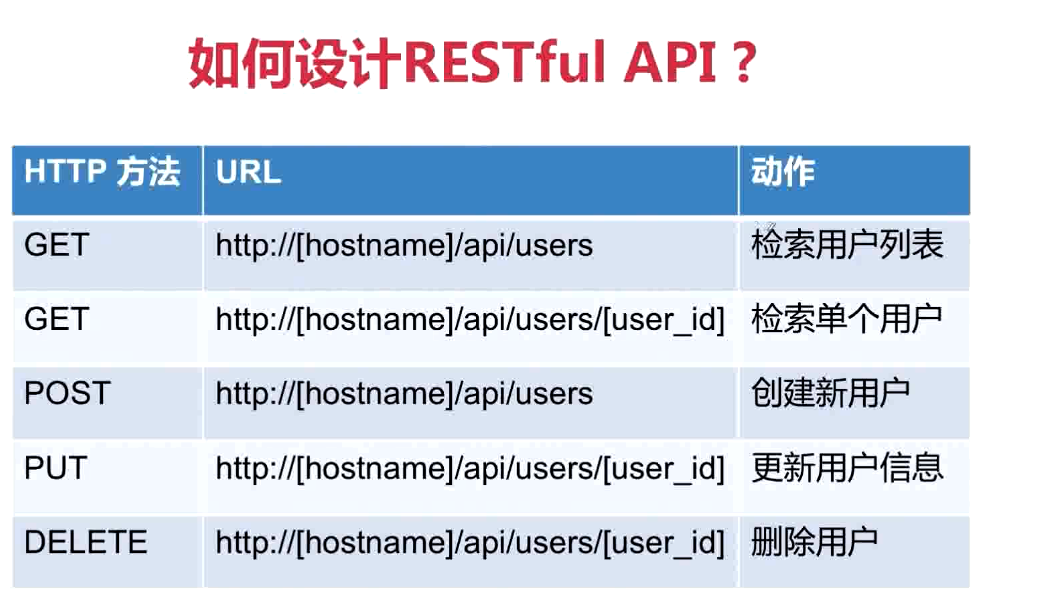 如何设计RESTful API？
HTTP 方法 URL 动作
GET http://[hostname]/api/users 检索用户列表
GET http://[hostname]/api/users/[user_id] 检索单个用户
POST http://[hostname]/api/users 创建新用户
PUT http://[hostname]/api/users/[user_id] 更新用户信息
DELETE http://[hostname]/api/users/[user_id] 删除用户